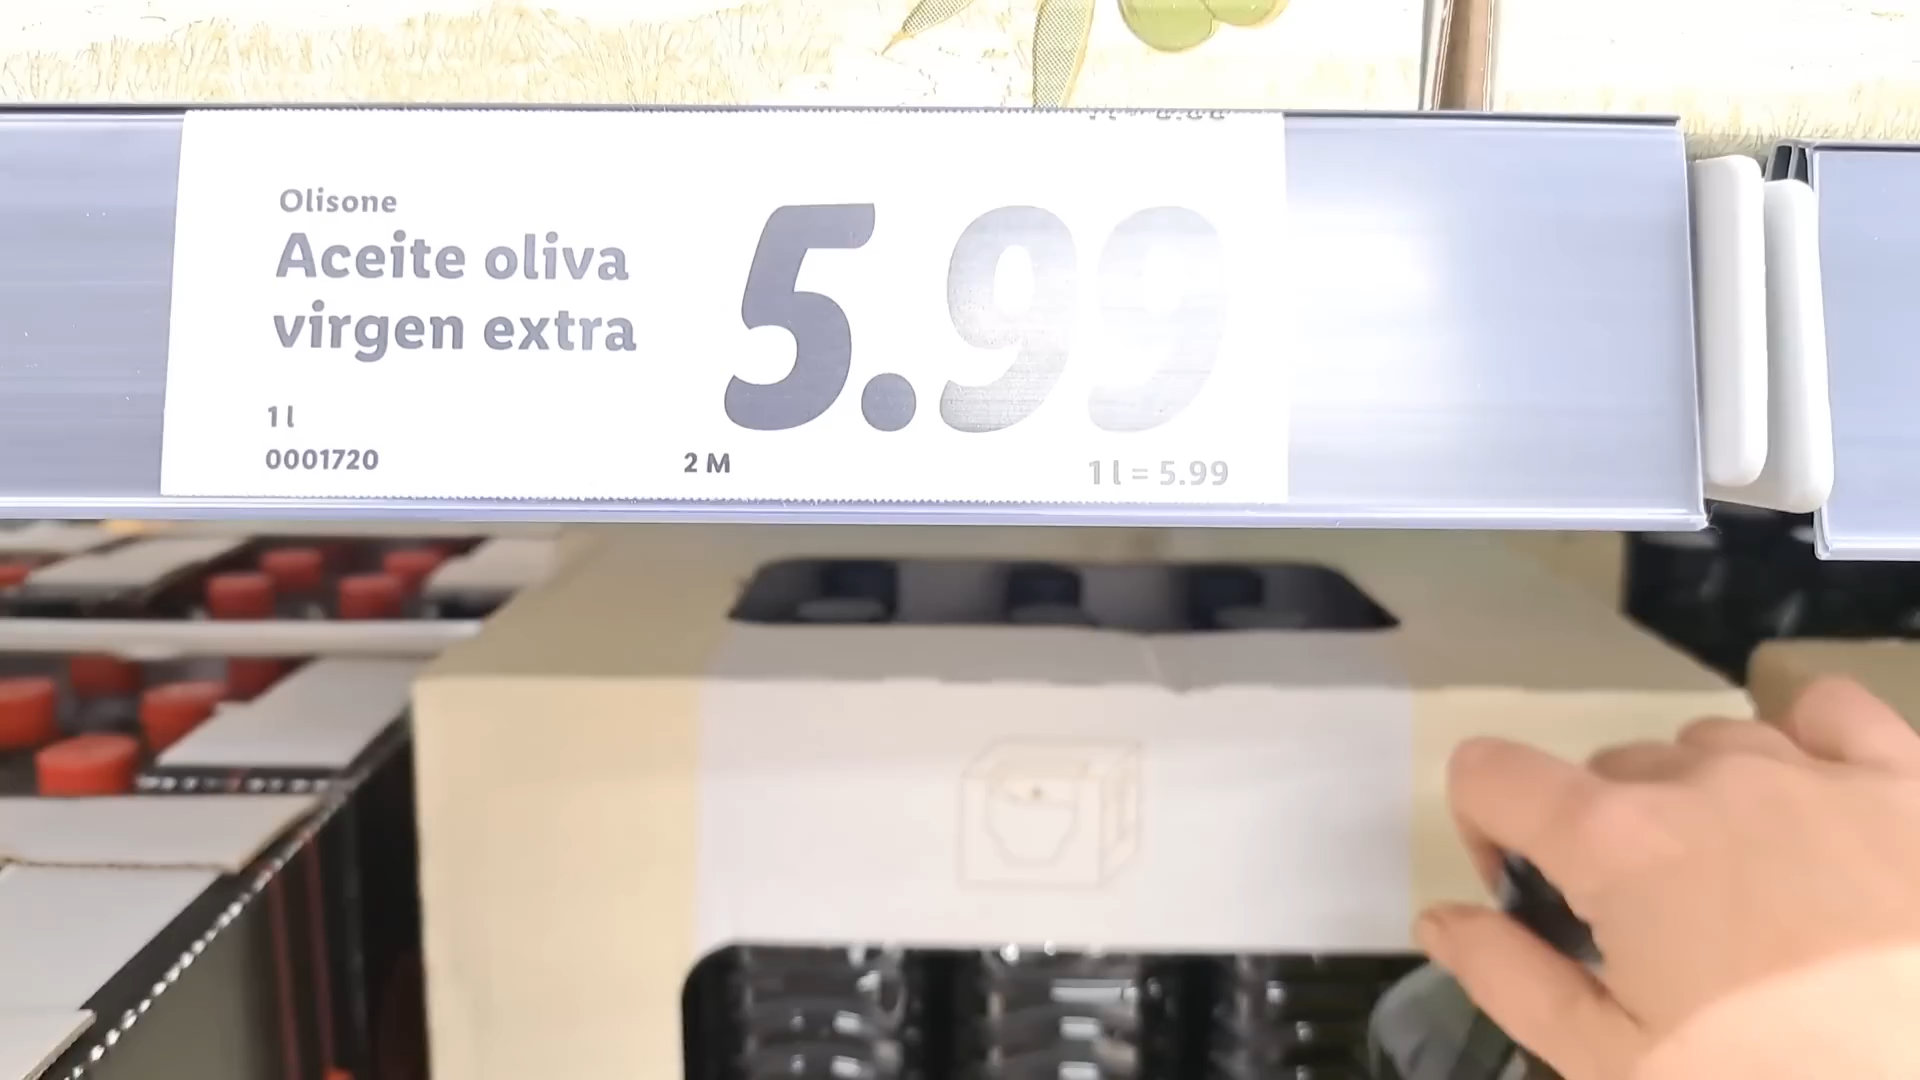 Olisone
Aceite oliva
virgen extra
5.99
1 l
0001720
2 M
1 l = 5.99